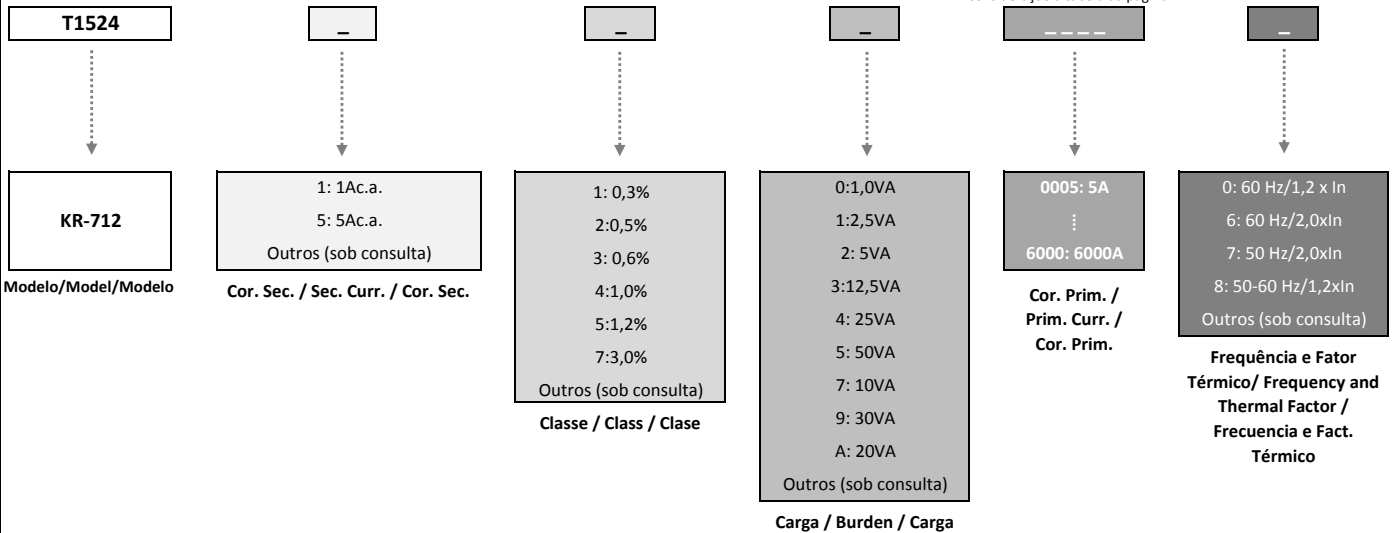 T1524
_
_
_
_ _ _ _
_
KR-712
Modelo/Model/Modelo
1: 1Ac.a.
5: 5Ac.a.
Outros (sob consulta)
Cor. Sec. / Sec. Curr. / Cor. Sec.
1: 0,3%
2:0,5%
3: 0,6%
4:1,0%
5:1,2%
7:3,0%
Outros (sob consulta)
Classe / Class / Clase
0:1,0VA
1:2,5VA
2: 5VA
3:12,5VA
4: 25VA
5: 50VA
7: 10VA
9: 30VA
A: 20VA
Outros (sob consulta)
Carga / Burden / Carga
0005: 5A
⋮
6000: 6000A
Cor. Prim. /
Prim. Curr. /
Cor. Prim.
0: 60 Hz/1,2 x In
6: 60 Hz/2,0xIn
7: 50 Hz/2,0xIn
8: 50-60 Hz/1,2xIn
Outros (sob consulta)
Frequência e Fator
Térmico/ Frequency and
Thermal Factor /
Frecuencia e Fact.
Térmico